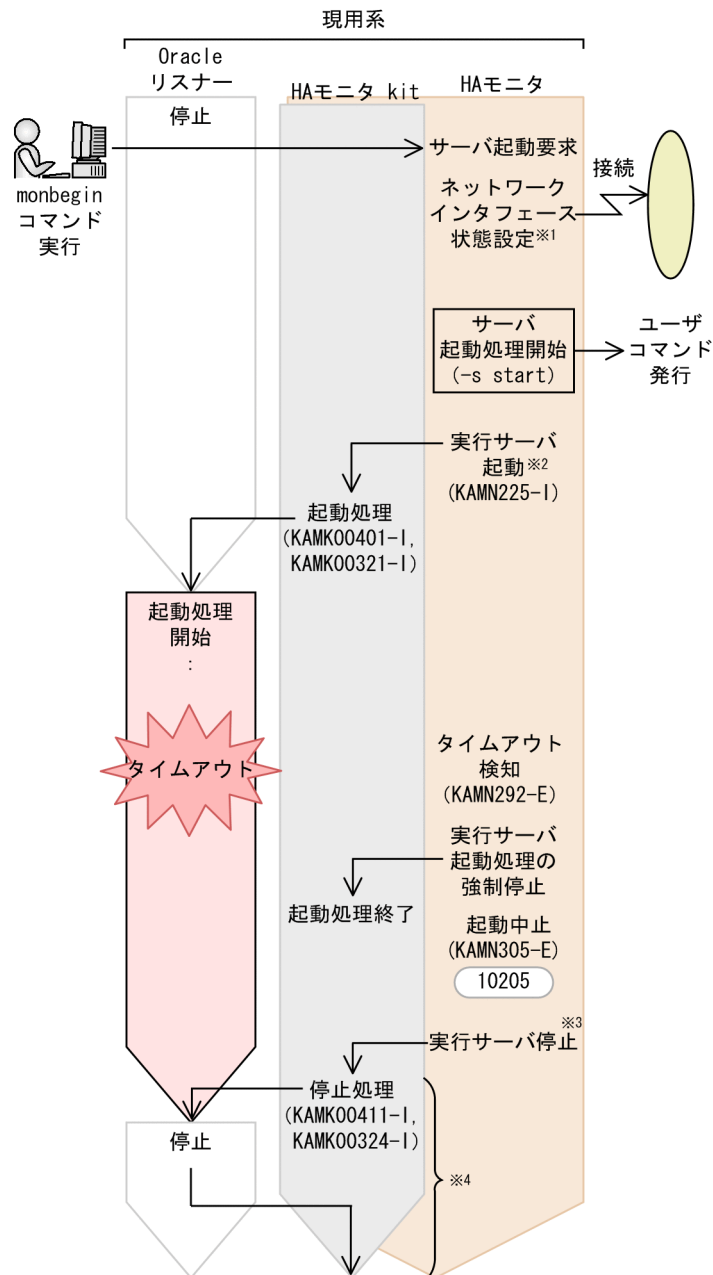 現用系
Oracle
リスナー
HAモニタ kit
HAモニタ
停止
monbegin
コマンド
実行
サーバ起動要求
ネットワーク
インタフェース
状態設定※1
接続
サーバ
起動処理開始
(-s start)
ユーザ
コマンド
発行
実行サーバ
起動※2
(KAMN225-I)
起動処理
(KAMK00401-I,
KAMK00321-I)
起動処理
開始
:
タイムアウト
タイムアウト
検知
(KAMN292-E)
実行サーバ
起動処理の
強制停止
起動処理終了
起動中止
(KAMN305-E)
10205
実行サーバ停止※3
停止処理
(KAMK00411-I,
KAMK00324-I)
停止
※4